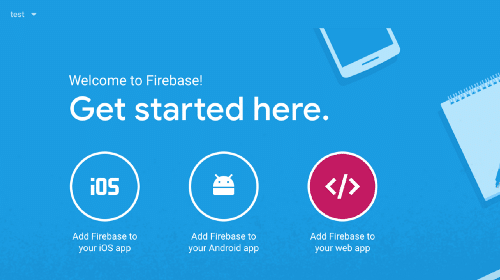 test
Welcome to Firebase!
Get started here.
iOS
Add Firebase to
your iOS app
</>
Add Firebase to
your Android app
Add Firebase to
your web app